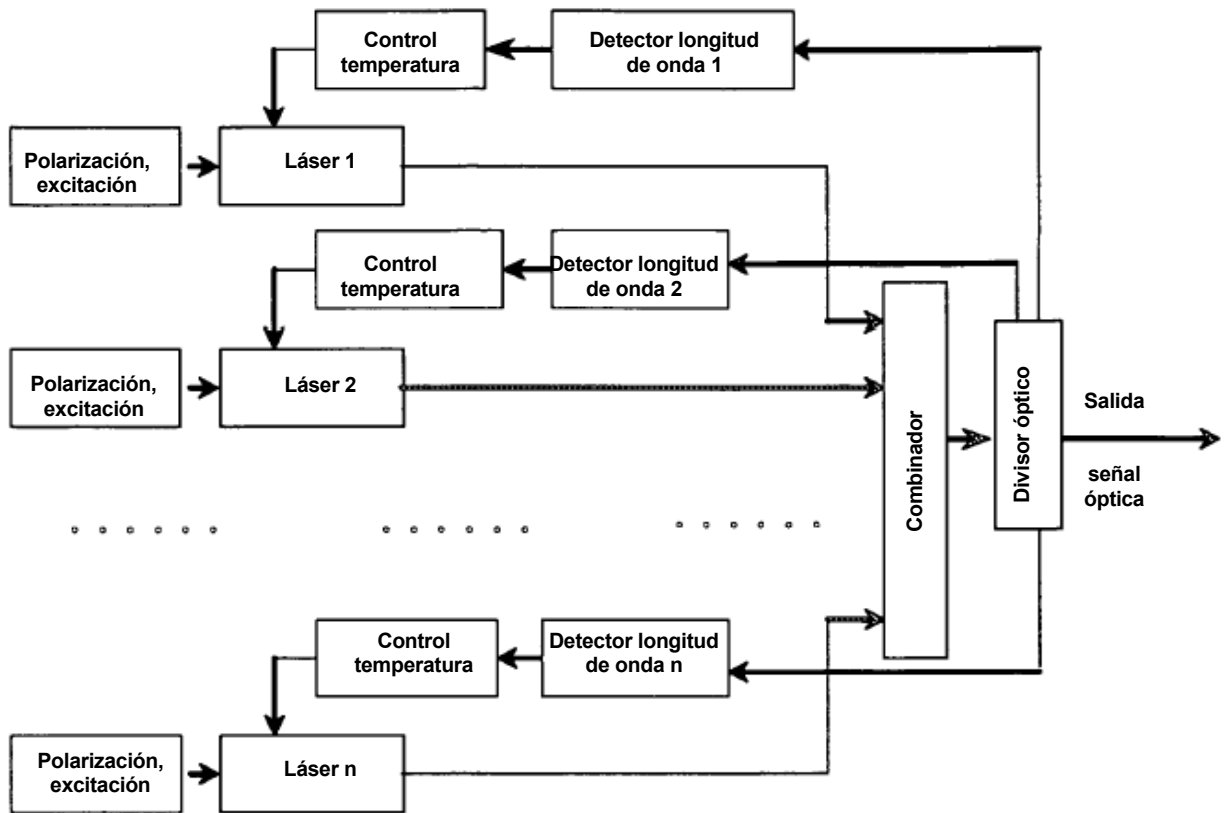 Control
temperatura
Detector longitud
de onda 1
Polarización,
excitación
Láser 1
Control
temperatura
Detector longitud
de onda 2
Polarización,
excitación
Láser 2
Combinador
Divisor óptico
Salida
señal
óptica
Control
temperatura
Detector longitud
de onda n
Polarización,
excitación
Láser n